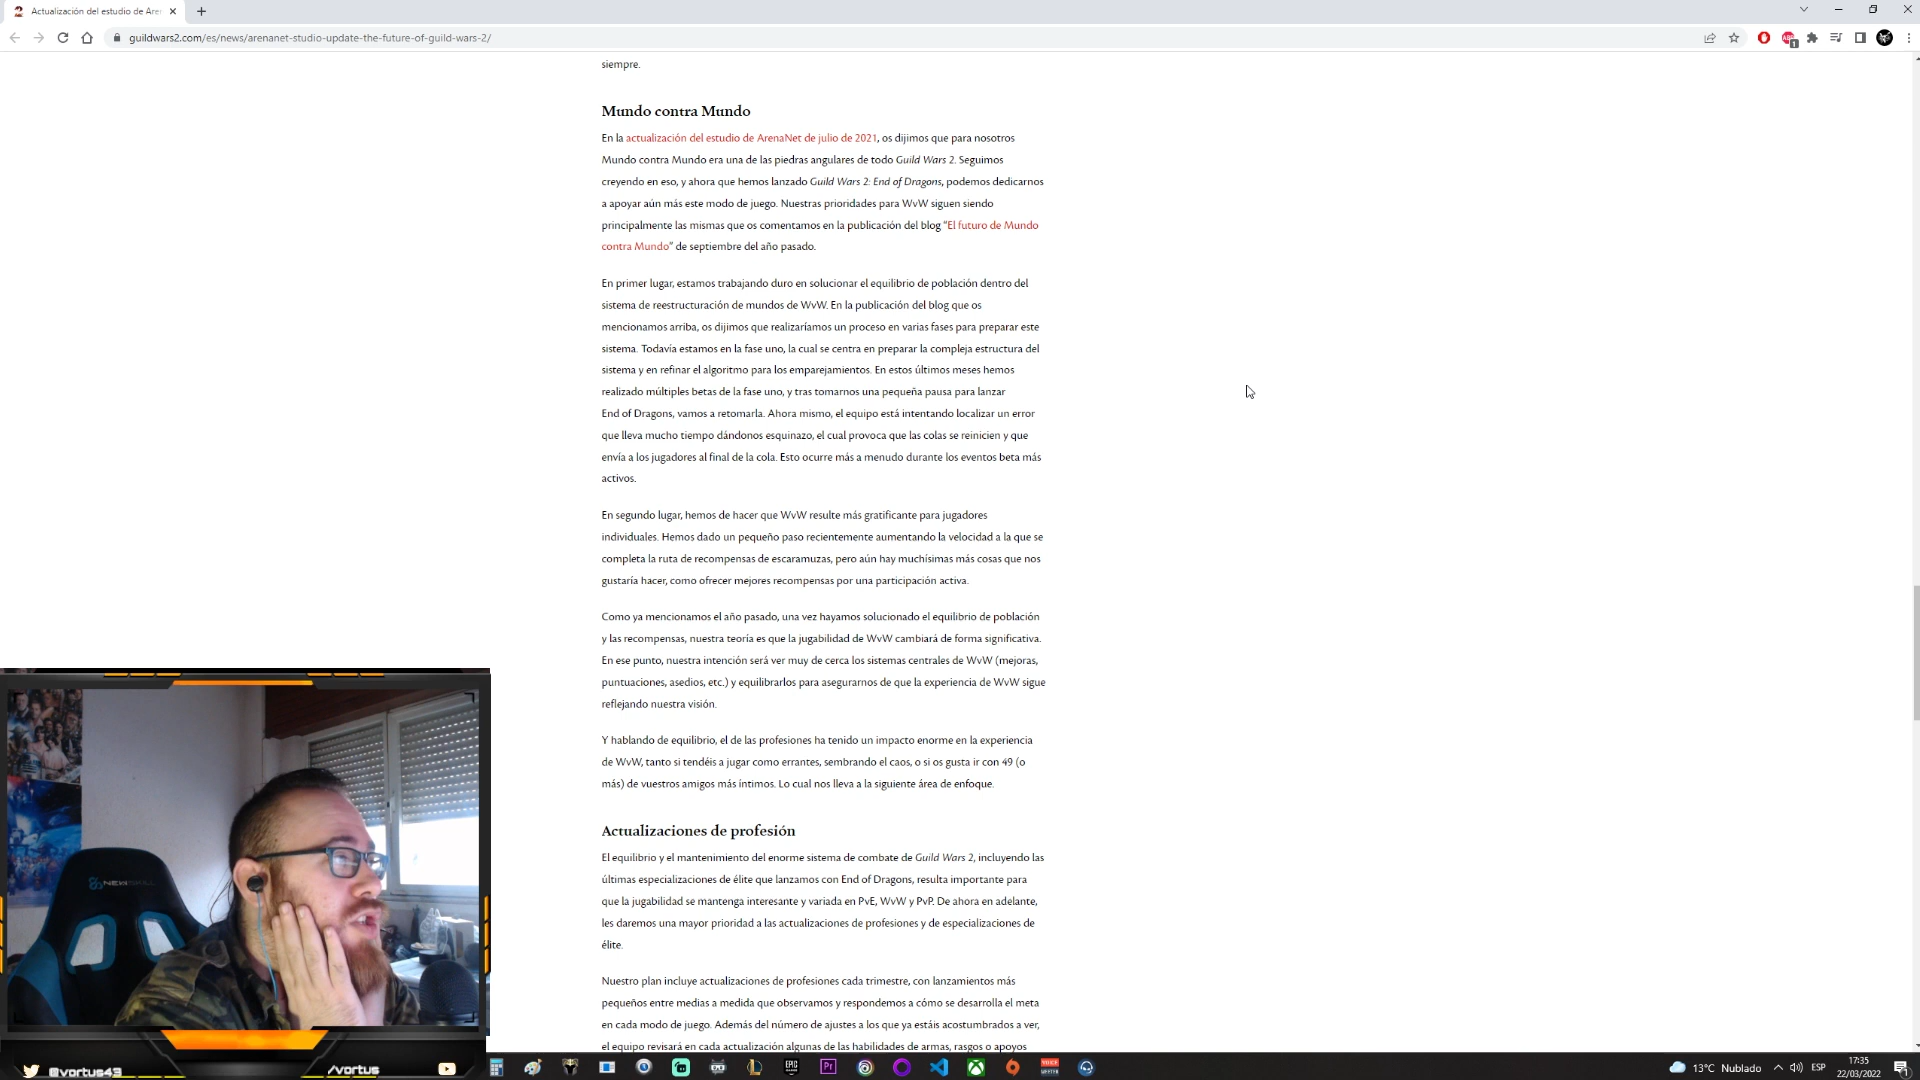 Actualización del estudio de Are
guildwars2.com/es/news/arenanet-studio-update-the-future-of-guild-wars-2/
siempre.
Mundo contra Mundo
En la actualización del estudio de ArenaNet de julio de 2021, os dijimos que para nosotros
Mundo contra Mundo era una de las piedras angulares de todo Guild Wars 2. Seguimos
creyendo en eso, y ahora que hemos lanzado Guild Wars 2: End of Dragons, podemos dedicarnos
a apoyar aún más este modo de juego. Nuestras prioridades para WvW siguen siendo
principalmente las mismas que os comentamos en la publicación del blog “El futuro de Mundo
contra Mundo” de septiembre del año pasado.
En primer lugar, estamos trabajando duro en solucionar el equilibrio de población dentro del
sistema de reestructuración de mundos de WvW. En la publicación del blog que os
mencionamos arriba, os dijimos que realizaríamos un proceso en varias fases para preparar este
sistema. Todavía estamos en la fase uno, la cual se centra en preparar la compleja estructura del
sistema y en refinar el algoritmo para los emparejamientos. En estos últimos meses hemos
realizado múltiples betas de la fase uno, y tras tomarnos una pequeña pausa para lanzar
End of Dragons, vamos a retomarla. Ahora mismo, el equipo está intentando localizar un error
que lleva mucho tiempo dándonos esquinazo, el cual provoca que las colas se reinicien y que
envía a los jugadores al final de la cola. Esto ocurre más a menudo durante los eventos beta más
activos.
En segundo lugar, hemos de hacer que WvW resulte más gratificante para jugadores
individuales. Hemos dado un pequeño paso recientemente aumentando la velocidad a la que se
completa la ruta de recompensas de escaramuzas, pero aún hay muchísimas más cosas que nos
gustaría hacer, como ofrecer mejores recompensas por una participación activa.
Como ya mencionamos el año pasado, una vez hayamos solucionado el equilibrio de población
y las recompensas, nuestra teoría es que la jugabilidad de WvW cambiará de forma significativa.
En ese punto, nuestra intención será ver muy de cerca los sistemas centrales de WvW (mejoras,
puntuaciones, asedios, etc.) y equilibrarlos para asegurarnos de que la experiencia de WvW sigue
reflejando nuestra visión.
Y hablando de equilibrio, el de las profesiones ha tenido un impacto enorme en la experiencia
de WvW, tanto si tendéis a jugar como errantes, sembrando el caos, o si os gusta ir con 49 (o
más) de vuestros amigos más íntimos. Lo cual nos lleva a la siguiente área de enfoque.
Actualizaciones de profesión
El equilibrio y el mantenimiento del enorme sistema de combate de Guild Wars 2, incluyendo las
últimas especializaciones de élite que lanzamos con End of Dragons, resulta importante para
que la jugabilidad se mantenga interesante y variada en PvE, WvW y PvP. De ahora en adelante,
les daremos una mayor prioridad a las actualizaciones de profesiones y de especializaciones de
élite.
Nuestro plan incluye actualizaciones de profesiones cada trimestre, con lanzamientos más
pequeños entre medias a medida que observamos y respondemos a cómo se desarrolla el meta
en cada modo de juego. Además del número de ajustes a los que ya estáis acostumbrados a ver,
el equipo revisará en cada actualización algunas de las habilidades de armas, rasgos o apoyos
@vortus43
/vortus
EPIC
Pr
13°C Nublado
ESP
17:35
22/03/2022